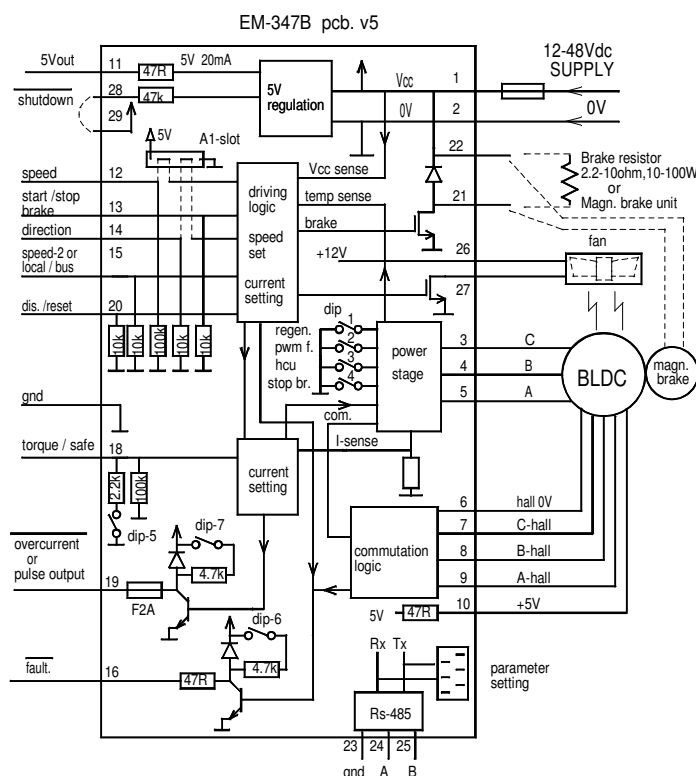 EM-347B pcb. v5
5Vout 11 47R 5V 20mA
shutdown 28 47k
29
5V regulation
Vcc 1
0V 2
12-48Vdc SUPPLY
0V
5V A1-slot
22
21
Brake resistor
2.2-10ohm,10-100W
or
Magn. brake unit
speed 12
start /stop
brake 13
direction 14
speed-2 or
local / bus 15
dis. /reset 20
driving logic
speed set
current setting
Vcc sense
temp sense
brake
+12V 26
27
fan
10k 10k 100k 10k 10k
dip
regen. 1
pwm f. 2
hcu 3
stop br. 4
power stage
3 C
4 B
5 A
BLDC
magn. brake
gnd
com.
I-sense
torque / safe 18
2.2k 100k
dip-5
current setting
6 hall 0V
7 C-hall
8 B-hall
9 A-hall
10 +5V
commutation logic
5V 47R
overcurrent
or
pulse output
19
F2A
dip-7
4.7k
dip-6
4.7k
fault. 16 47R
Rx Tx
parameter setting
Rs-485
23 24 25
gnd A B